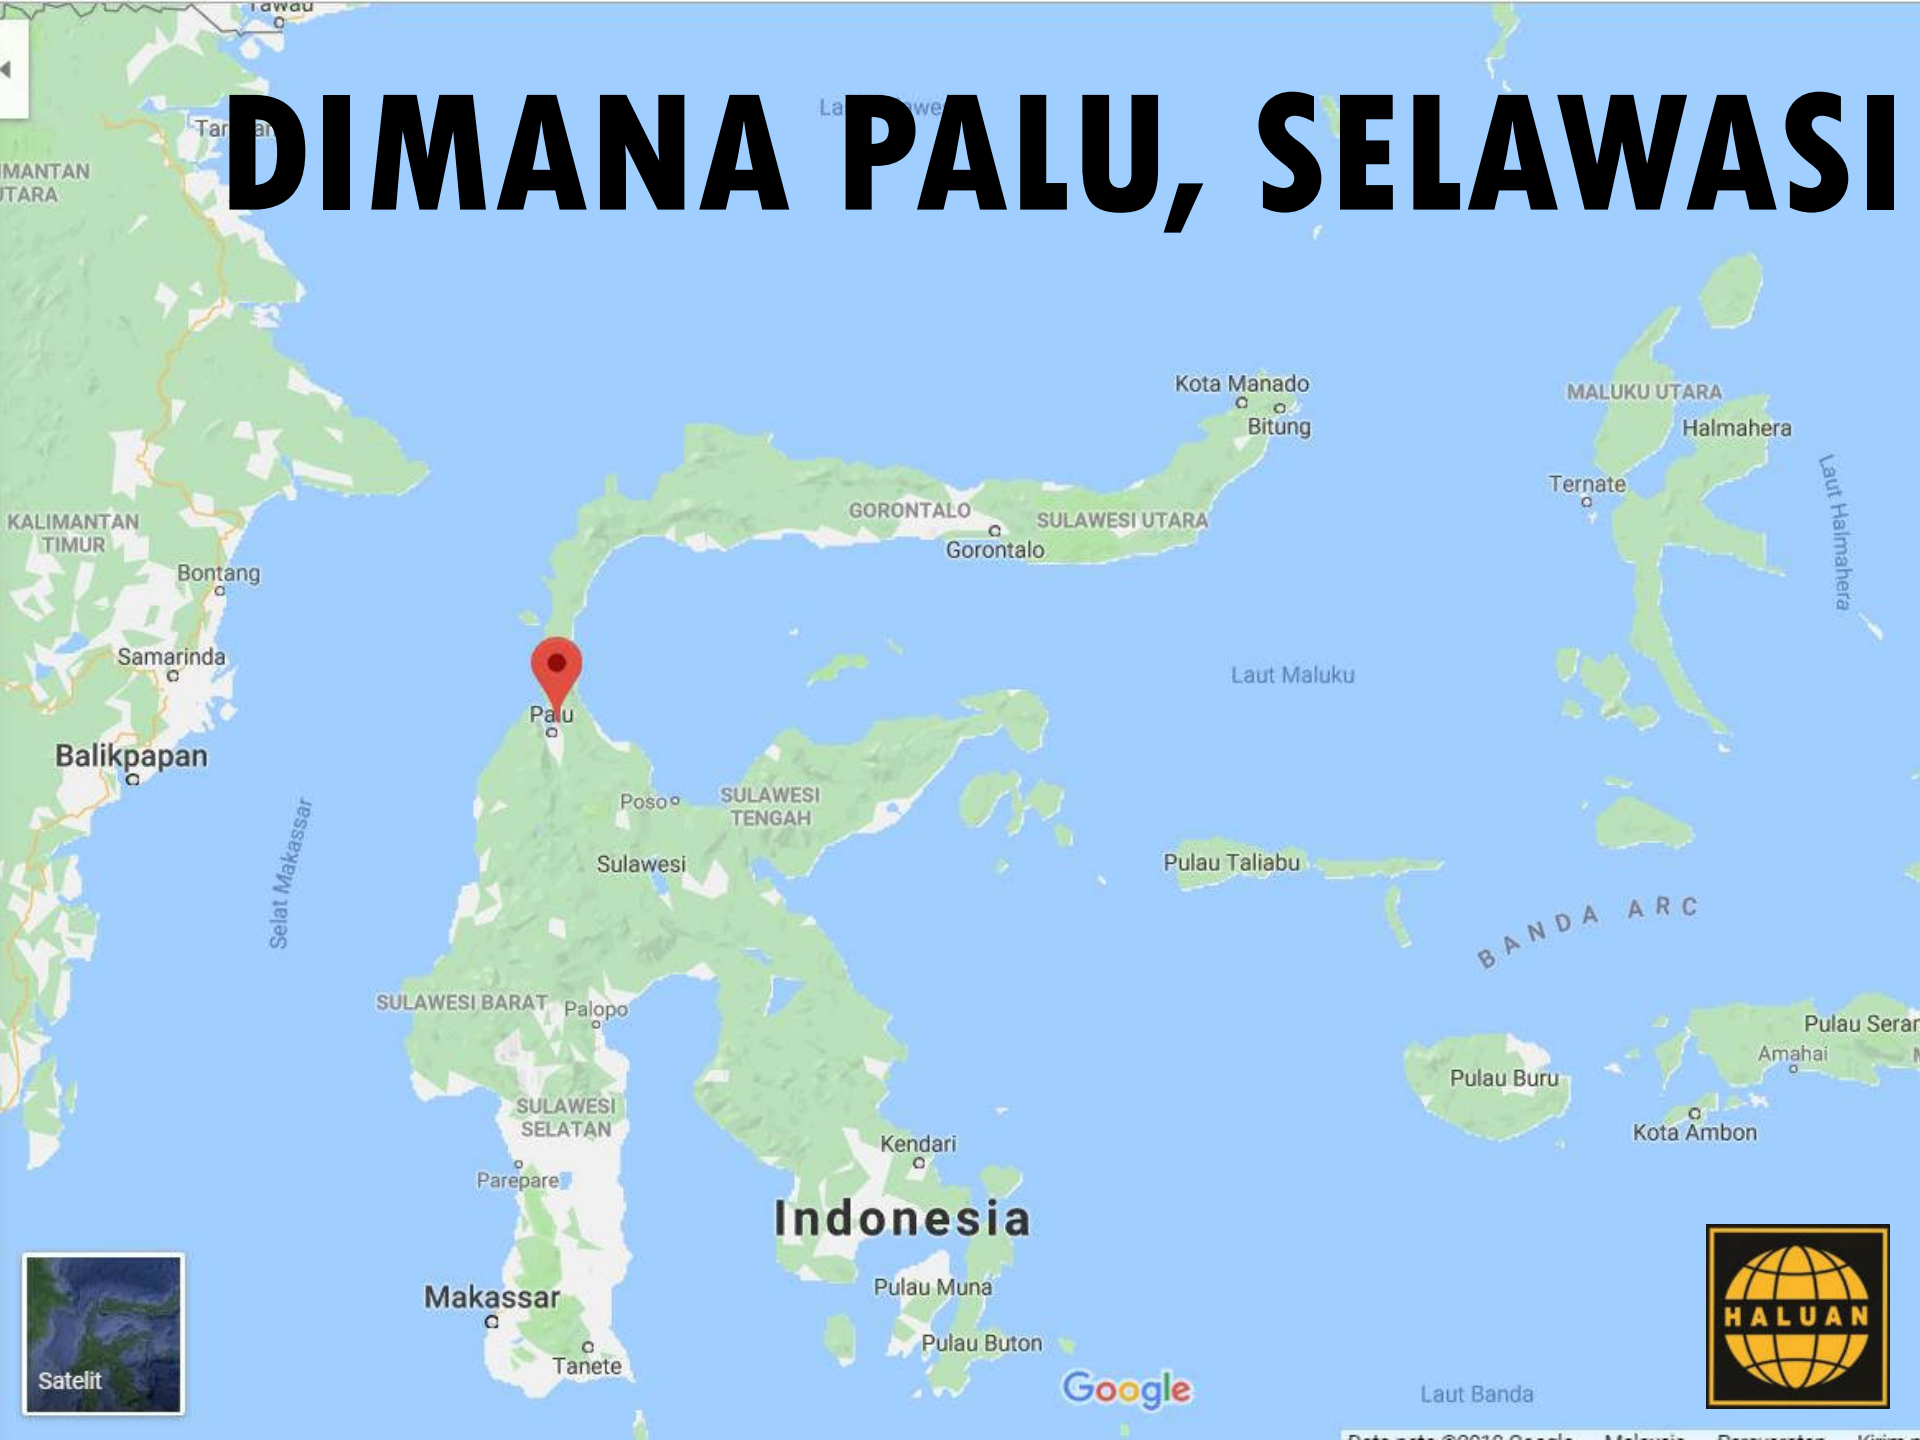 Tawau
DIMANA PALU, SELAWASI
UTARA
Kota Manado
Bitung
MALUKU UTARA
Halmahera
Ternate
Laut Halmahera
GORONTALO
SULAWESI UTARA
Gorontalo
KALIMANTAN
TIMUR
Bontang
Samarinda
Balikpapan
Laut Maluku
Palu
Poso
SULAWESI
TENGAH
Sulawesi
Selat Makassar
Pulau Taliabu
BANDA ARC
SULAWESI BARAT
Palopo
Pulau Seram
Amahai
Pulau Buru
Kota Ambon
SULAWESI
SELATAN
Parepare
Kendari
Indonesia
Pulau Muna
Makassar
Pulau Buton
Tanete
Satelit
Google
Laut Banda
HALUAN